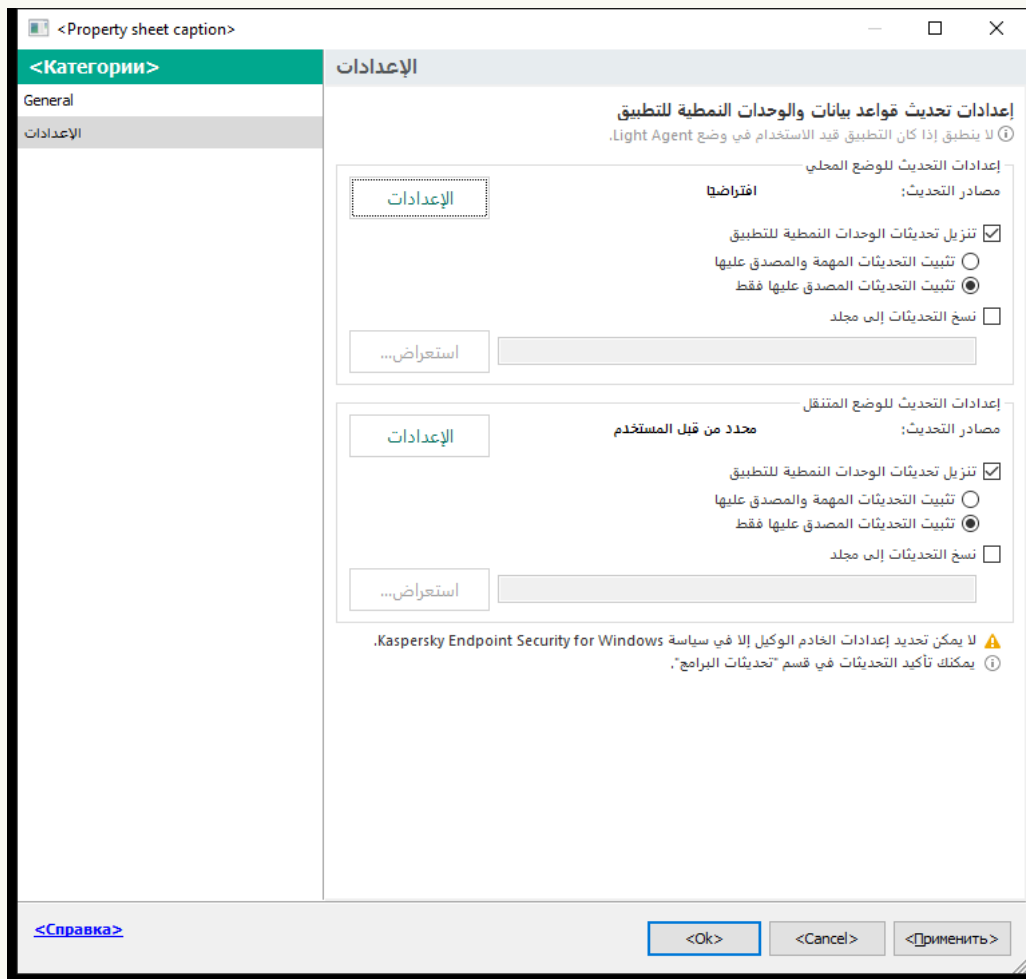 <Property sheet caption>
<Категории>
General
الإعدادات
الإعدادات
إعدادات تحديث قواعد بيانات والوحدات النمطية للتطبيق
لا ينطبق إذا كان التطبيق قيد الاستخدام في وضع Light Agent.
إعدادات التحديث للوضع المحلي
مصادر التحديث: افتراضيًا
الإعدادات
تنزيل تحديثات الوحدات النمطية للتطبيق
تثبيت التحديثات المهمة والمصدق عليها
تثبيت التحديثات المصدق عليها فقط
نسخ التحديثات إلى مجلد
استعراض...
إعدادات التحديث للوضع المتنقل
مصادر التحديث: محدد من قبل المستخدم
الإعدادات
تنزيل تحديثات الوحدات النمطية للتطبيق
تثبيت التحديثات المهمة والمصدق عليها
تثبيت التحديثات المصدق عليها فقط
نسخ التحديثات إلى مجلد
استعراض...
لا يمكن تحديد إعدادات الخادم الوكيل إلا في سياسة Kaspersky Endpoint Security for Windows.
يمكنك تأكيد التحديثات في قسم "تحديثات البرامج".
<Справка>
<Ok> <Cancel> <Применить>